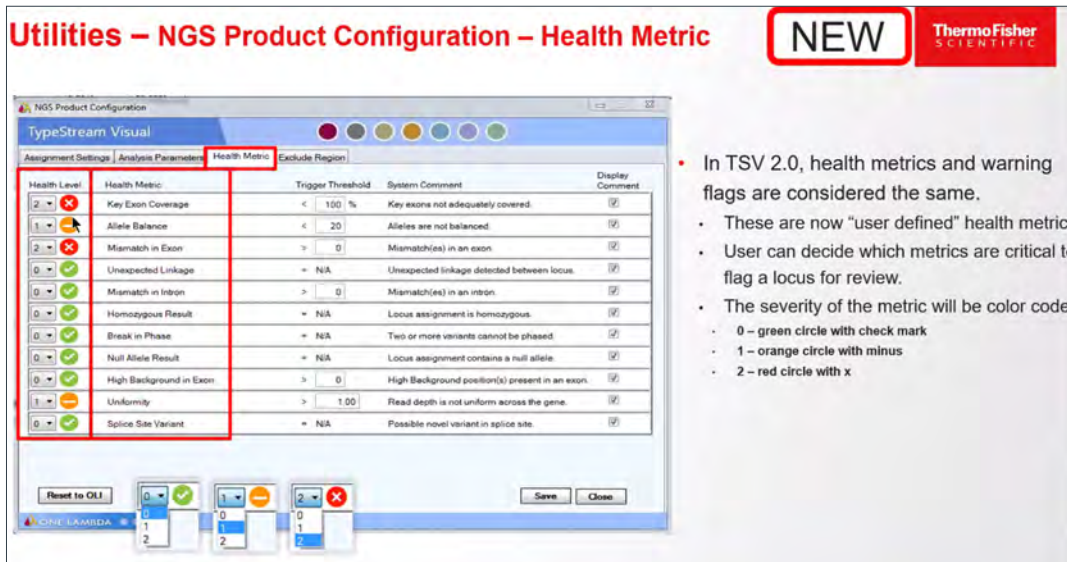 Utilities – NGS Product Configuration – Health Metric
NEW
ThermoFisher
SCIENTIFIC
NGS Product Configuration
TypeStream Visual
Assignment Settings Analysis Parameters Health Metric Exclude Region
Health Level Health Metric Trigger Threshold System Comment Display Comment
2 Key Exon Coverage < 100 % Key exons not adequately covered.
1 Allele Balance < 20 Alleles are not balanced.
2 Mismatch in Exon > 0 Mismatch(es) in an exon.
0 Unexpected Linkage = N/A Unexpected linkage detected between locus.
0 Mismatch in Intron > 0 Mismatch(es) in an intron.
0 Homozygous Result = N/A Locus assignment is homozygous.
0 Break in Phase = N/A Two or more variants cannot be phased.
0 Null Allele Result = N/A Locus assignment contains a null allele.
0 High Background in Exon > 0 High Background position(s) present in an exon.
1 Uniformity > 1.00 Read depth is not uniform across the gene.
0 Splice Site Variant = N/A Possible novel variant in splice site.
Reset to OLI
0
0
1
2
1
0
1
2
2
0
1
2
Save Close
ONE LAMBDA
• In TSV 2.0, health metrics and warning
flags are considered the same.
• These are now "user defined" health metric
• User can decide which metrics are critical t
flag a locus for review.
• The severity of the metric will be color code
• 0 – green circle with check mark
• 1 – orange circle with minus
• 2 – red circle with x